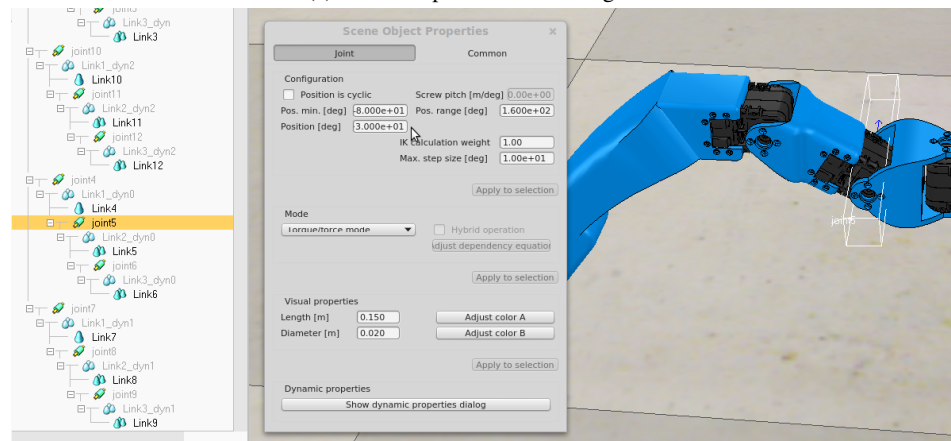 joint3
Link3_dyn
Link3
joint10
Link1_dyn2
Link10
joint11
Link2_dyn2
Link11
joint12
Link3_dyn2
Link12
joint4
Link1_dyn0
Link4
joint5
Link2_dyn0
Link5
joint6
Link3_dyn0
Link6
joint7
Link1_dyn1
Link7
joint8
Link2_dyn1
Link8
joint9
Link3_dyn1
Link9
Scene Object Properties
Joint Common
Configuration
Position is cyclic Screw pitch [m/deg] 0.00e+00
Pos. min. [deg] -8.000e+01 Pos. range [deg] 1.600e+02
Position [deg] -3.000e+01
IK calculation weight 1.00
Max. step size [deg] 1.00e+01
Apply to selection
Mode
Torque/force mode Hybrid operation
Adjust dependency equation
Apply to selection
Visual properties
Length [m] 0.150 Adjust color A
Diameter [m] 0.020 Adjust color B
Apply to selection
Dynamic properties
Show dynamic properties dialog